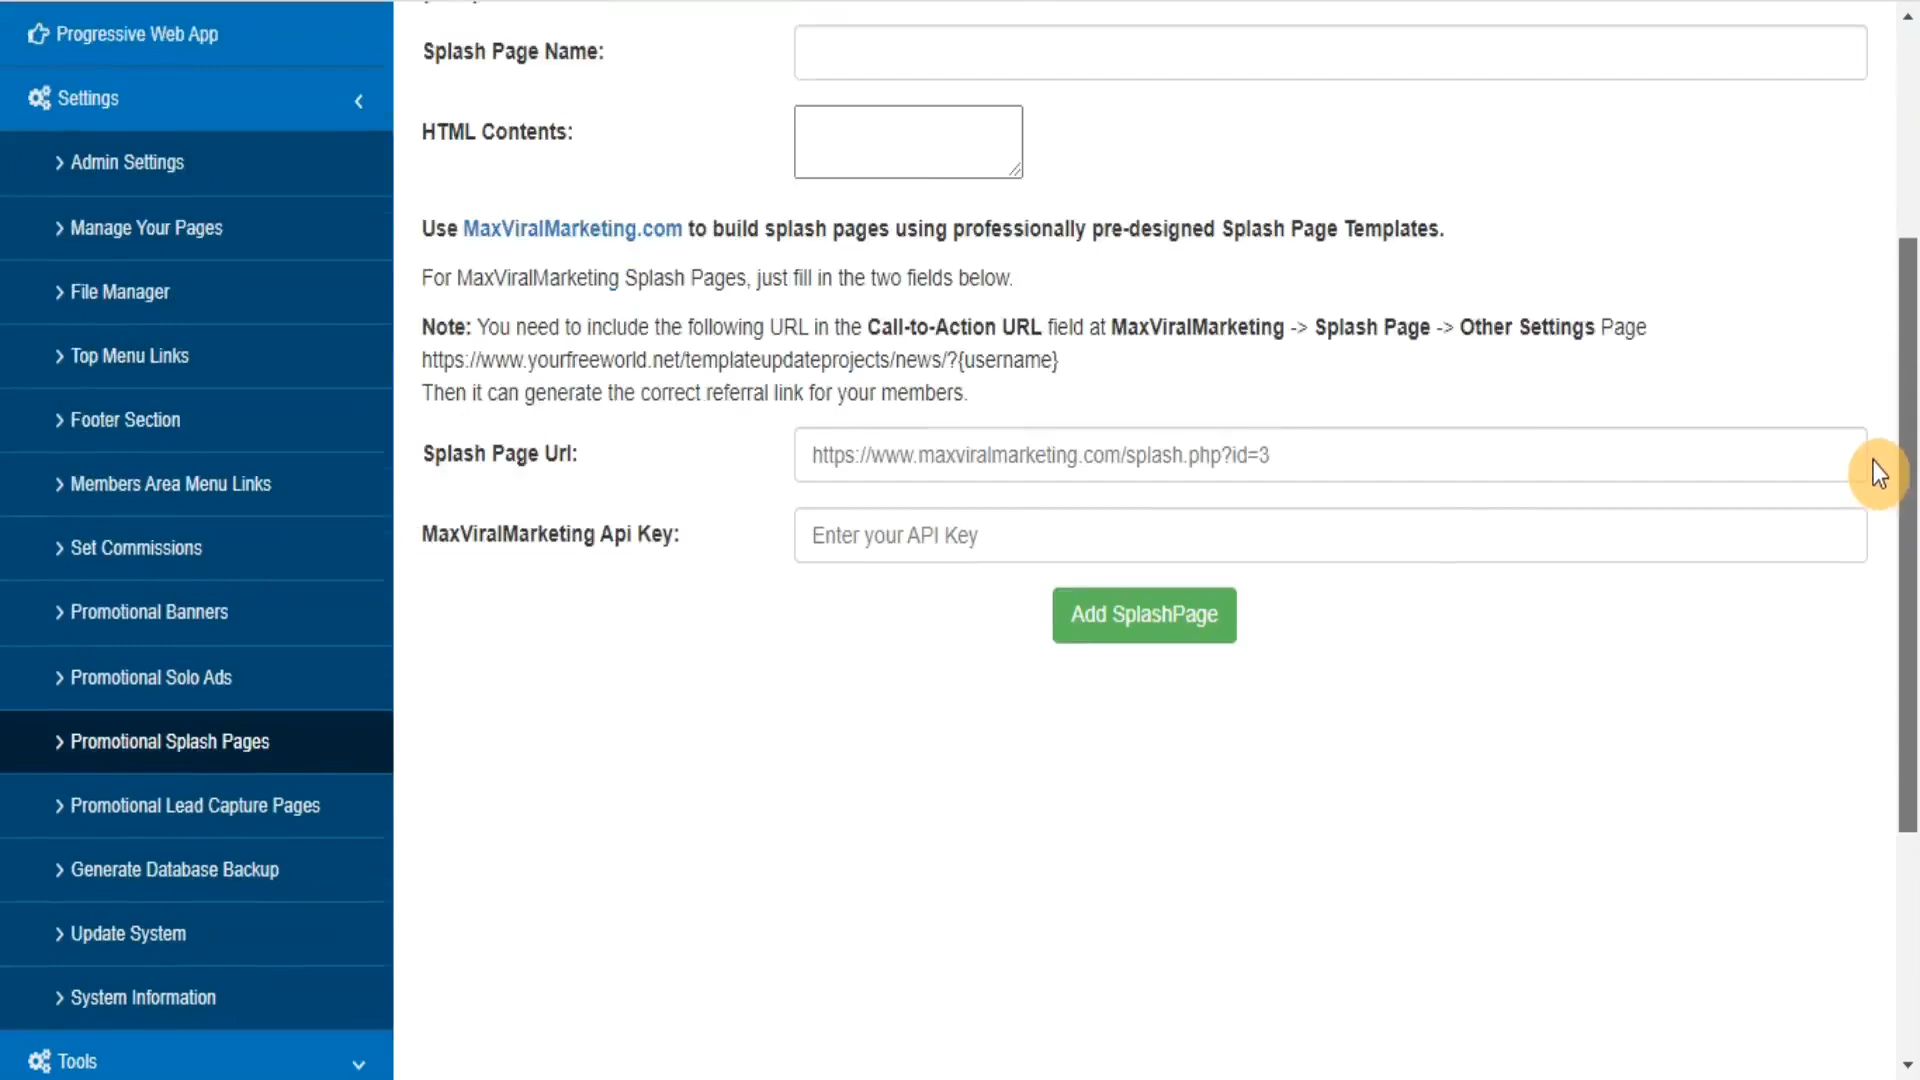 Progressive Web App
Settings
Admin Settings
Manage Your Pages
File Manager
Top Menu Links
Footer Section
Members Area Menu Links
Set Commissions
Promotional Banners
Promotional Solo Ads
Promotional Splash Pages
Promotional Lead Capture Pages
Generate Database Backup
Update System
System Information
Tools
Splash Page Name:
HTML Contents:
Use MaxViralMarketing.com to build splash pages using professionally pre-designed Splash Page Templates.
For MaxViralMarketing Splash Pages, just fill in the two fields below.
Note: You need to include the following URL in the Call-to-Action URL field at MaxViralMarketing -> Splash Page -> Other Settings Page
https://www.yourfreeworld.net/templateupdateprojects/news/?{username}
Then it can generate the correct referral link for your members.
Splash Page Url:
https://www.maxviralmarketing.com/splash.php?id=3
MaxViralMarketing Api Key:
Enter your API Key
Add SplashPage